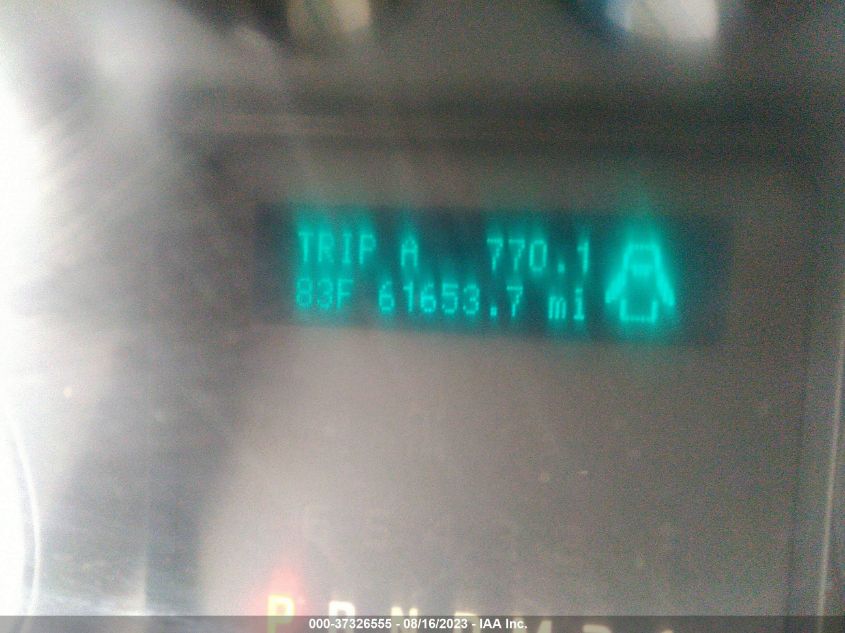 TRIP A 770.1
83F 61653.7 mi
P R N D M
000-37326555 - 08/16/2023 - IAA Inc.